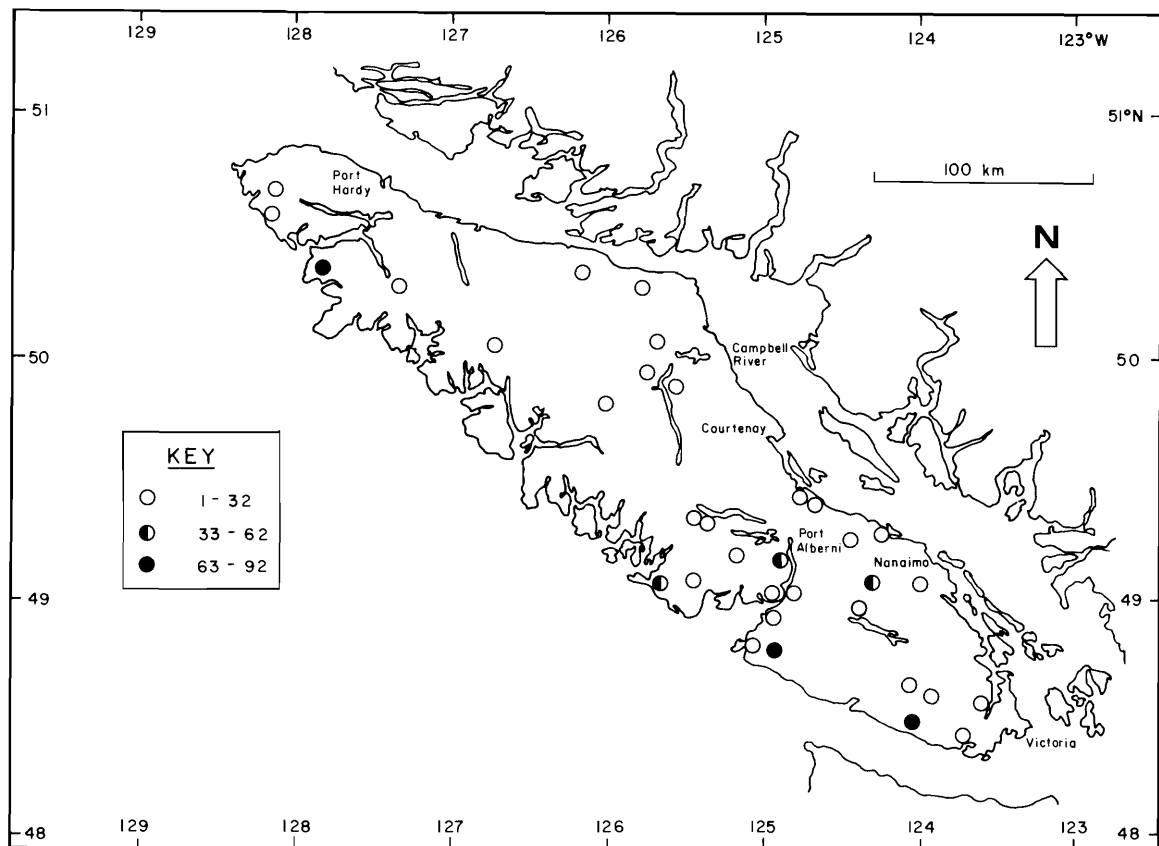 129 128 127 126 125 124 123°W
51 51°N
100 km
Port
Hardy
N
50 50
Campbell
River
Courtenay
KEY
1 - 32
33 - 62
63 - 92
Port
Alberni
Nanaimo
49 49
Victoria
48 48
129 128 127 126 125 124 123